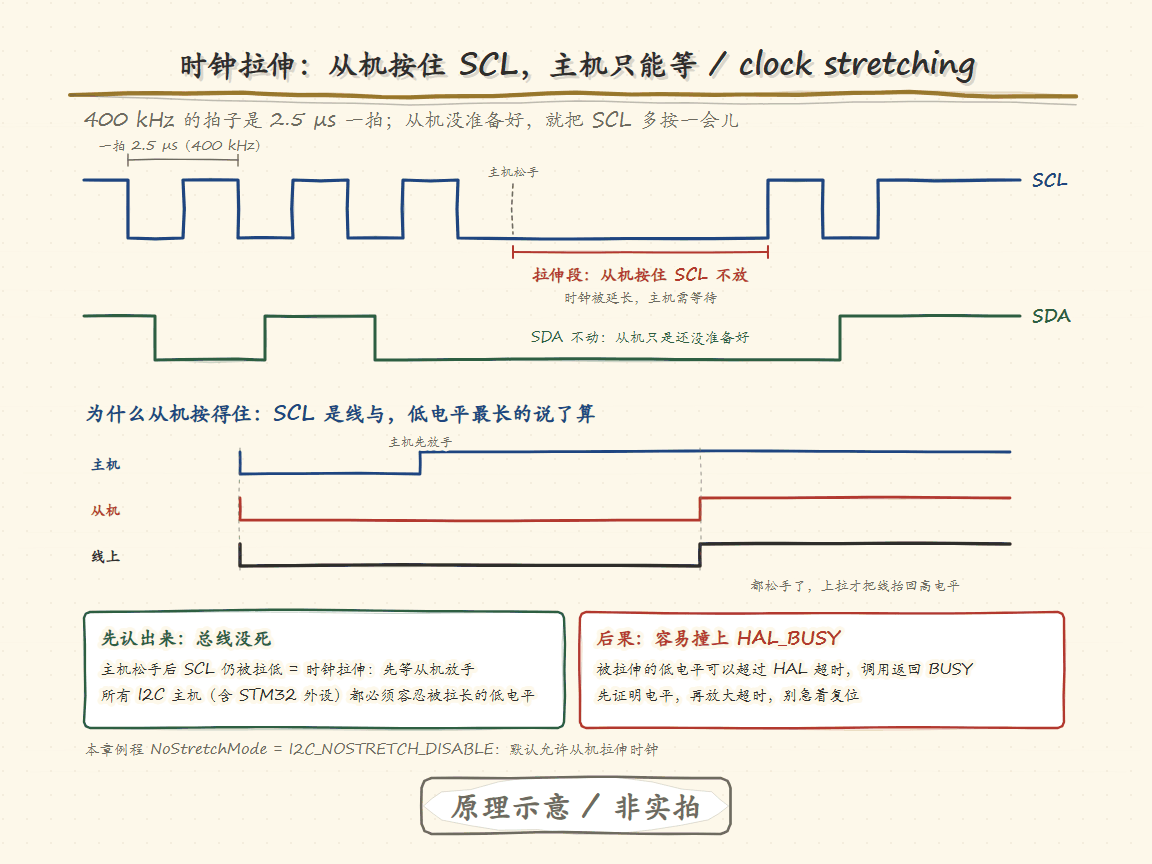 时钟拉伸：从机按住 SCL，主机只能等 / clock stretching
400 kHz 的拍子是 2.5 µs 一拍；从机没准备好，就把 SCL 多按一会儿
一拍 2.5 µs（400 kHz）
主机松手
SCL
拉伸段：从机按住 SCL 不放
时钟被延长，主机需等待
SDA
SDA 不动：从机只是还没准备好
为什么从机按得住：SCL 是线与，低电平最长的说了算
主机先放手
主机
从机
线上
都松手了，上拉才把线抬回高电平
先认出来：总线没死
主机松手后 SCL 仍被拉低 = 时钟拉伸：先等从机放手
所有 I2C 主机（含 STM32 外设）都必须容忍被拉长的低电平
后果：容易撞上 HAL_BUSY
被拉伸的低电平可以超过 HAL 超时，调用返回 BUSY
先证明电平，再放大超时，别急着复位
本章例程 NoStretchMode = I2C_NOSTRETCH_DISABLE：默认允许从机拉伸时钟
原理示意 / 非实拍